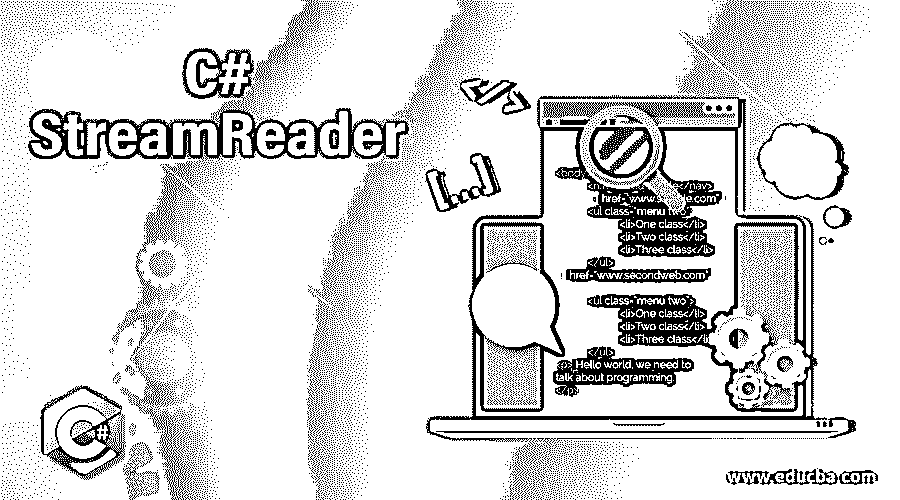 C#
StreamReader
</>
[...]
<body
</nav>
href="www.
<ul class="menu two">
<li>One class</li>
<li>Two class</li>
<li>Three class</li>
</ul>
href="www.secondweb.com"
<ul class="menu two">
<li>One class</li>
<li>Two class</li>
<li>Three class</li>
</ul>
<p> Hello world, we need to
talk about programming.
</p>
C#
www.educba.com